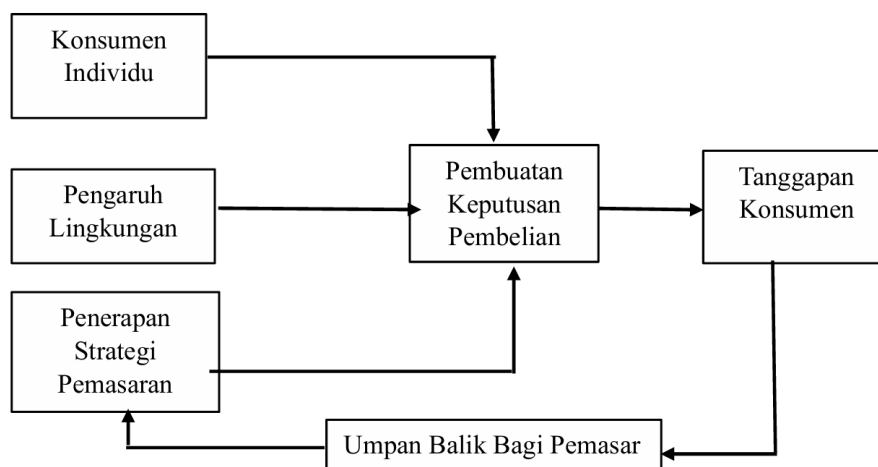 Konsumen
Individu
Pengaruh
Lingkungan
Penerapan
Strategi
Pemasaran
Pembuatan
Keputusan
Pembelian
Tanggapan
Konsumen
Umpan Balik Bagi Pemasar